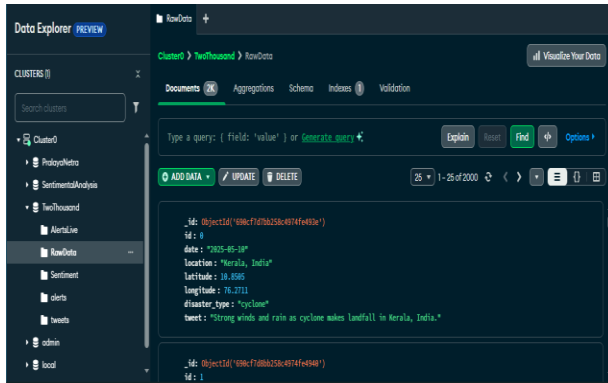 Data Explorer PREVIEW
CLUSTERS (1)
Search clusters
Cluster0
PralayaNetra
SentimentalAnalysis
TwoThousand
AlertsLive
RawData
Sentiment
alerts
tweets
admin
local
RawData +
Cluster0 > TwoThousand > RawData
Visualize Your Data
Documents 2K Aggregations Schema Indexes 1 Validation
Type a query: { field: 'value' } or Generate query
Explain Reset Find </> Options
ADD DATA UPDATE DELETE
25 1 - 25 of 2000
_id: ObjectId('690cf7d7bb258c4974fe493e')
id : 0
date : "2025-05-10"
location : "Kerala, India"
latitude : 10.8505
longitude : 76.2711
disaster_type : "cyclone"
tweet : "Strong winds and rain as cyclone makes landfall in Kerala, India."
_id: ObjectId('690cf7d8bb258c4974fe4940')
id : 1